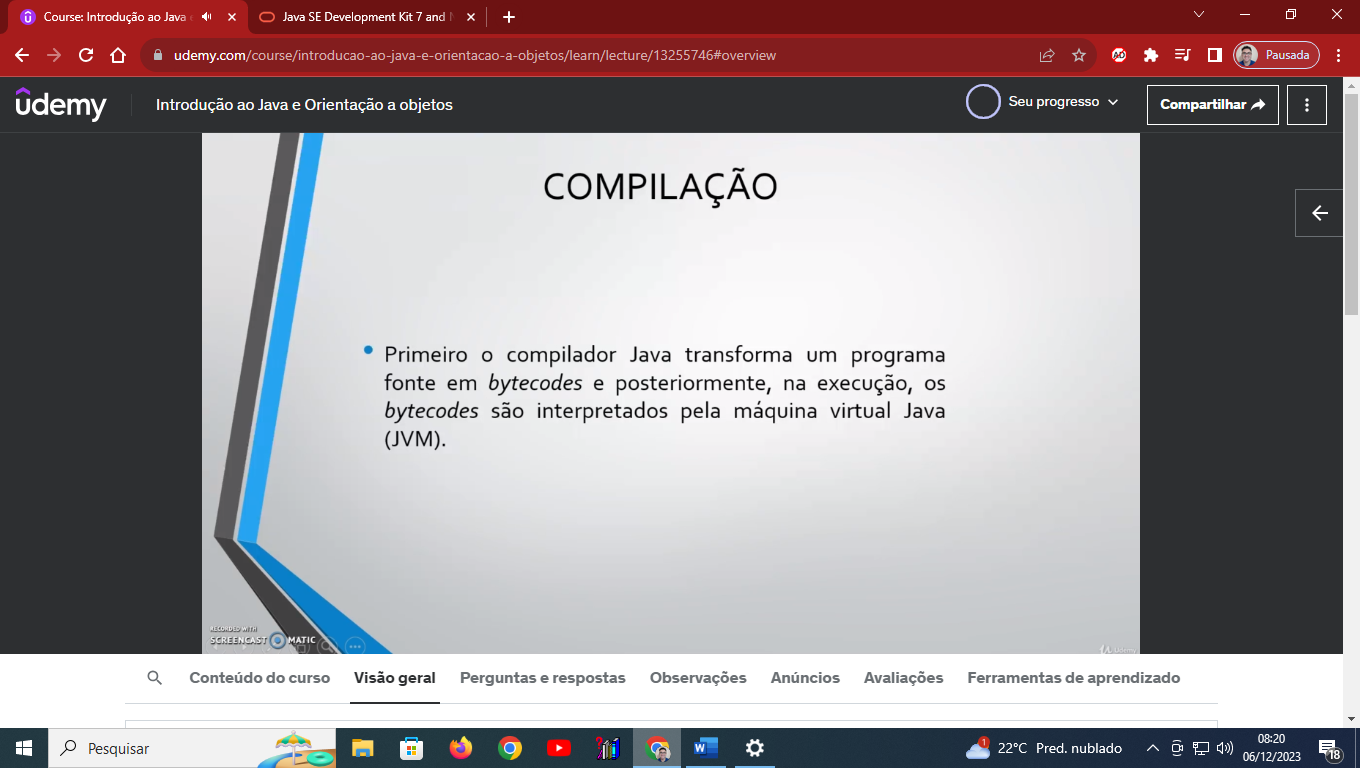 Course: Introdução ao Java e
Java SE Development Kit 7 and
udemy.com/course/introducao-ao-java-e-orientacao-a-objetos/learn/lecture/13255746#overview
Pausada
udemy
Introdução ao Java e Orientação a objetos
Seu progresso
Compartilhar
COMPILAÇÃO
• Primeiro o compilador Java transforma um programa
fonte em bytecodes e posteriormente, na execução, os
bytecodes são interpretados pela máquina virtual Java
(JVM).
RECORDED WITH
SCREENCAST MATIC
Udemy
Conteúdo do curso Visão geral Perguntas e respostas Observações Anúncios Avaliações Ferramentas de aprendizado
Pesquisar
1
22°C Pred. nublado
08:20
06/12/2023
18